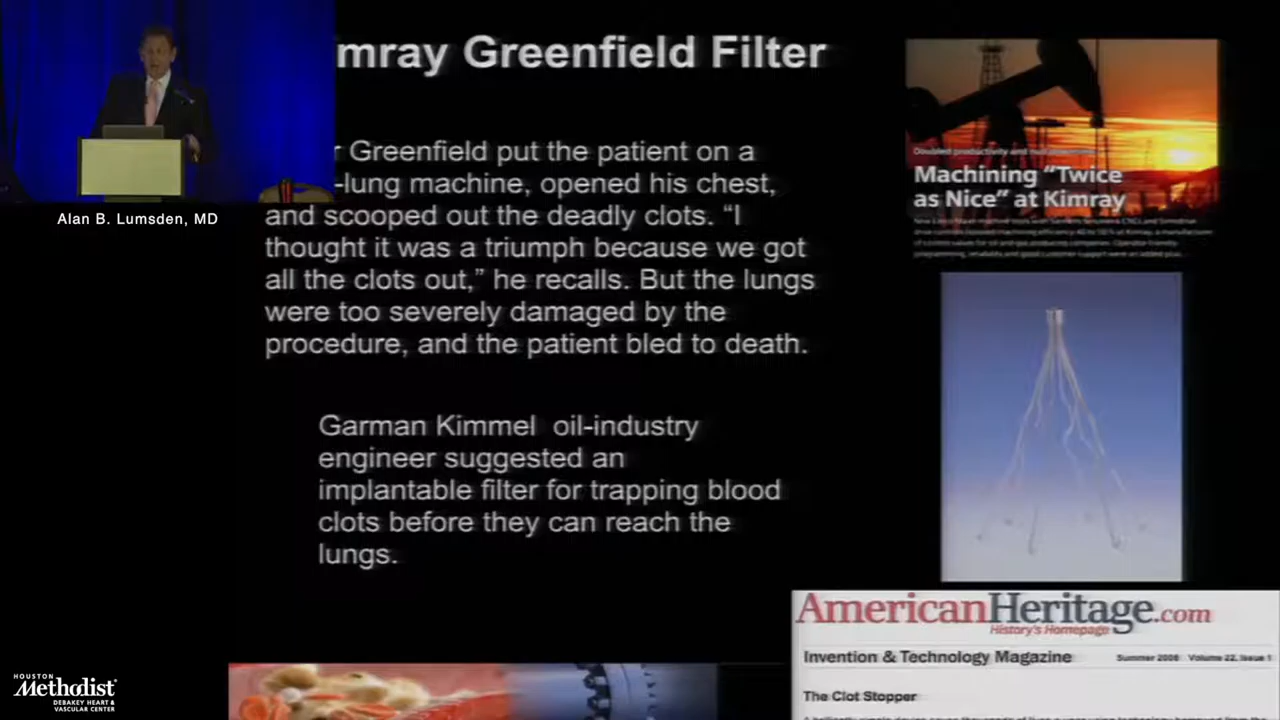 mray Greenfield Filter
r Greenfield put the patient on a
-lung machine, opened his chest,
and scooped out the deadly clots. “I
thought it was a triumph because we got
all the clots out,” he recalls. But the lungs
were too severely damaged by the
procedure, and the patient bled to death.
Garman Kimmel oil-industry
engineer suggested an
implantable filter for trapping blood
clots before they can reach the
lungs.
Alan B. Lumsden, MD
Doubled productivity and
Machining “Twice
as Nice” at Kimray
AmericanHeritage.com
History's Homepage
Invention & Technology Magazine
Summer 2006 Volume 22, Issue 1
The Clot Stopper
HOUSTON
Methodist
DEBAKEY HEART &
VASCULAR CENTER